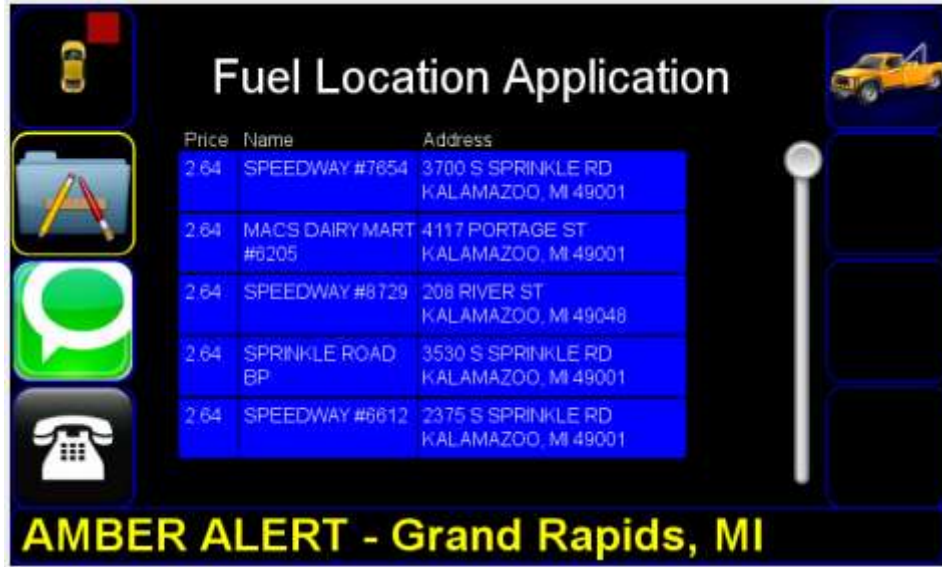 Fuel Location Application
Price Name Address
2.64 SPEEDWAY #7654 3700 S SPRINKLE RD
KALAMAZOO, MI 49001
2.64 MACS DAIRY MART 4117 PORTAGE ST
#6205 KALAMAZOO, MI 49001
2.64 SPEEDWAY #8729 208 RIVER ST
KALAMAZOO, MI 49048
2.64 SPRINKLE ROAD 3530 S SPRINKLE RD
BP KALAMAZOO, MI 49001
2.64 SPEEDWAY #6612 2375 S SPRINKLE RD
KALAMAZOO, MI 49001
AMBER ALERT - Grand Rapids, MI